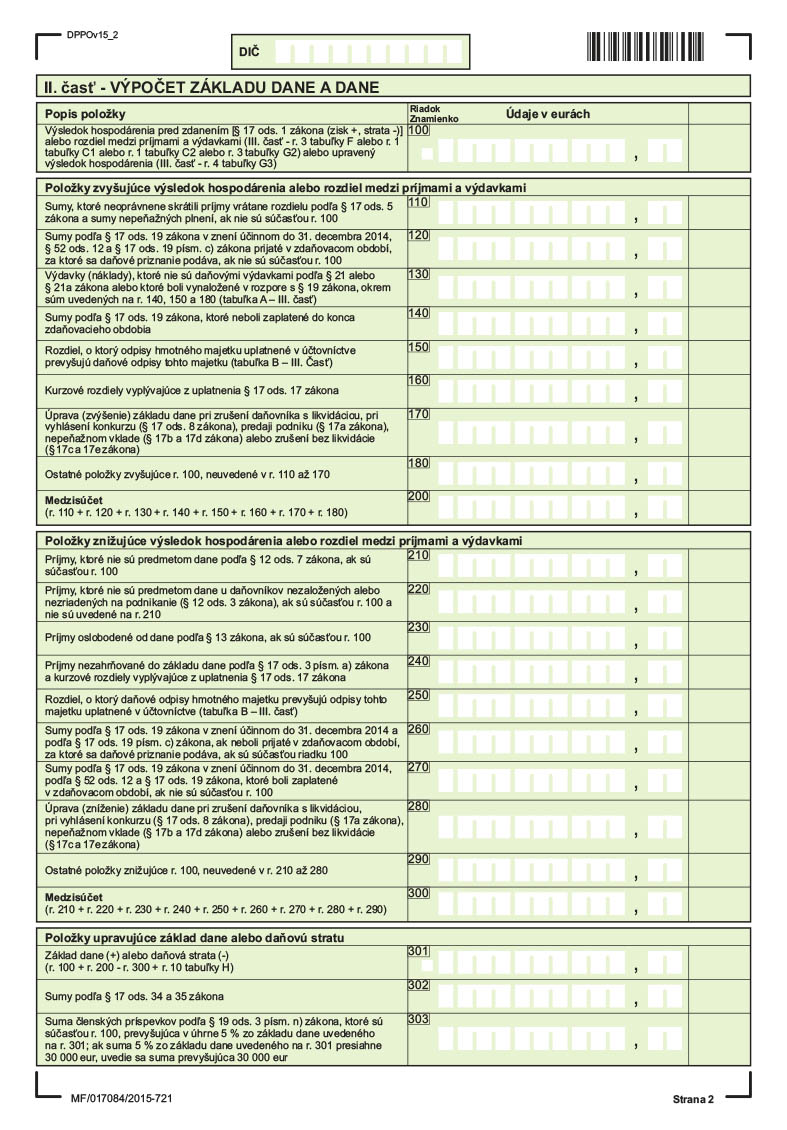 DPPOv15_2
DIČ
II. časť - VÝPOČET ZÁKLADU DANE A DANE
Popis položky
Riadok
Znamienko
Údaje v eurách
Výsledok hospodárenia pred zdanením [§ 17 ods. 1 zákona (zisk +, strata -)]
alebo rozdiel medzi príjmami a výdavkami (III. časť - r. 3 tabuľky F alebo r. 1
tabuľky C1 alebo r. 1 tabuľky C2 alebo r. 3 tabuľky G2) alebo upravený
výsledok hospodárenia (III. časť - r. 4 tabuľky G3)
100
,
Položky zvyšujúce výsledok hospodárenia alebo rozdiel medzi príjmami a výdavkami
Sumy, ktoré neoprávnene skrátili príjmy vrátane rozdielu podľa § 17 ods. 5
zákona a sumy nepeňažných plnení, ak nie sú súčasťou r. 100
110
,
Sumy podľa § 17 ods. 19 zákona v znení účinnom do 31. decembra 2014,
§ 52 ods. 12 a § 17 ods. 19 písm. c) zákona prijaté v zdaňovacom období,
za ktoré sa daňové priznanie podáva, ak nie sú súčasťou r. 100
120
,
Výdavky (náklady), ktoré nie sú daňovými výdavkami podľa § 21 alebo
§ 21a zákona alebo ktoré boli vynaložené v rozpore s § 19 zákona, okrem
súm uvedených na r. 140, 150 a 180 (tabuľka A – III. časť)
130
,
Sumy podľa § 17 ods. 19 zákona, ktoré neboli zaplatené do konca
zdaňovacieho obdobia
140
,
Rozdiel, o ktorý odpisy hmotného majetku uplatnené v účtovníctve
prevyšujú daňové odpisy tohto majetku (tabuľka B – III. Časť)
150
,
Kurzové rozdiely vyplývajúce z uplatnenia § 17 ods. 17 zákona
160
,
Úprava (zvýšenie) základu dane pri zrušení daňovníka s likvidáciou, pri
vyhlásení konkurzu (§ 17 ods. 8 zákona), predaji podniku (§ 17a zákona),
nepeňažnom vklade (§ 17b a 17d zákona) alebo zrušení bez likvidácie
(§ 17c a 17e zákona)
170
,
Ostatné položky zvyšujúce r. 100, neuvedené v r. 110 až 170
180
,
Medzisúčet
(r. 110 + r. 120 + r. 130 + r. 140 + r. 150 + r. 160 + r. 170 + r. 180)
200
,
Položky znižujúce výsledok hospodárenia alebo rozdiel medzi príjmami a výdavkami
Príjmy, ktoré nie sú predmetom dane podľa § 12 ods. 7 zákona, ak sú
súčasťou r. 100
210
,
Príjmy, ktoré nie sú predmetom dane u daňovníkov nezaložených alebo
nezriadených na podnikanie (§ 12 ods. 3 zákona), ak sú súčasťou r. 100 a
nie sú uvedené na r. 210
220
,
Príjmy oslobodené od dane podľa § 13 zákona, ak sú súčasťou r. 100
230
,
Príjmy nezahrňované do základu dane podľa § 17 ods. 3 písm. a) zákona
a kurzové rozdiely vyplývajúce z uplatnenia § 17 ods. 17 zákona
240
,
Rozdiel, o ktorý daňové odpisy hmotného majetku prevyšujú odpisy tohto
majetku uplatnené v účtovníctve (tabuľka B – III. časť)
250
,
Sumy podľa § 17 ods. 19 zákona v znení účinnom do 31. decembra 2014 a
podľa § 17 ods. 19 písm. c) zákona, ak neboli prijaté v zdaňovacom období,
za ktoré sa daňové priznanie podáva, ak sú súčasťou riadku 100
260
,
Sumy podľa § 17 ods. 19 zákona v znení účinnom do 31. decembra 2014,
podľa § 52 ods. 12 a § 17 ods. 19 zákona, ktoré boli zaplatené
v zdaňovacom období, ak nie sú súčasťou r. 100
270
,
Úprava (zníženie) základu dane pri zrušení daňovníka s likvidáciou,
pri vyhlásení konkurzu (§ 17 ods. 8 zákona), predaji podniku (§ 17a zákona),
nepeňažnom vklade (§ 17b a 17d zákona) alebo zrušení bez likvidácie
(§ 17c a 17e zákona)
280
,
Ostatné položky znižujúce r. 100, neuvedené v r. 210 až 280
290
,
Medzisúčet
(r. 210 + r. 220 + r. 230 + r. 240 + r. 250 + r. 260 + r. 270 + r. 280 + r. 290)
300
,
Položky upravujúce základ dane alebo daňovú stratu
Základ dane (+) alebo daňová strata (-)
(r. 100 + r. 200 - r. 300 + r. 10 tabuľky H)
301
,
Sumy podľa § 17 ods. 34 a 35 zákona
302
,
Suma členských príspevkov podľa § 19 ods. 3 písm. n) zákona, ktoré sú
súčasťou r. 100, prevyšujúca v úhrne 5 % zo základu dane uvedeného
na r. 301; ak suma 5 % zo základu dane uvedeného na r. 301 presiahne
30 000 eur, uvedie sa suma prevyšujúca 30 000 eur
303
,
MF/017084/2015-721
Strana 2